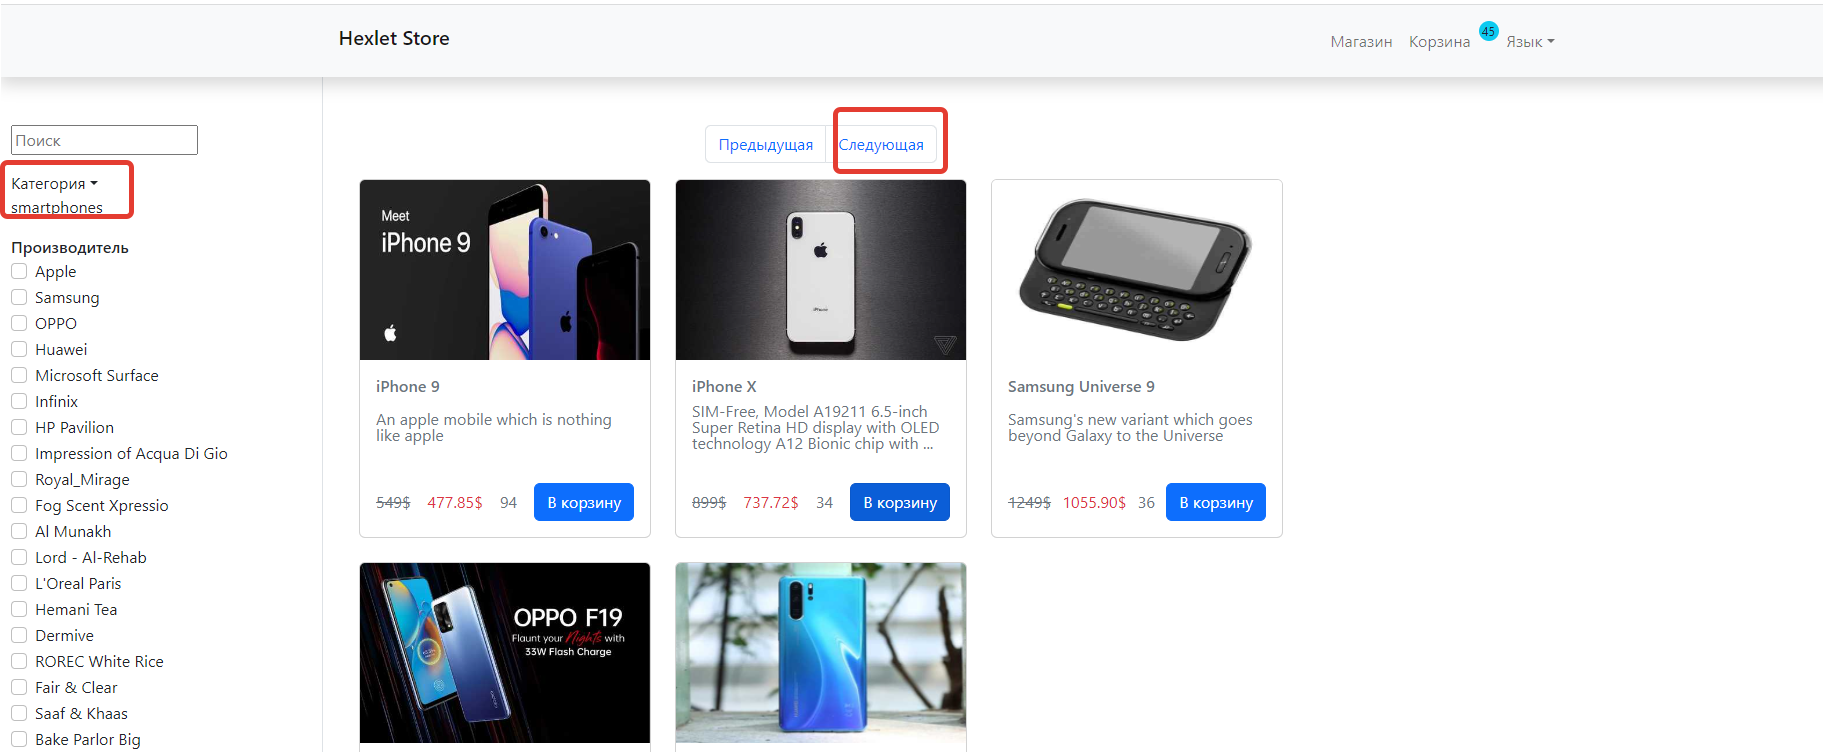 Hexlet Store
Магазин
Корзина
45
Язык
Поиск
Категория
smartphones
Производитель
Apple
Samsung
OPPO
Huawei
Microsoft Surface
Infinix
HP Pavilion
Impression of Acqua Di Gio
Royal_Mirage
Fog Scent Xpressio
Al Munakh
Lord - Al-Rehab
L'Oreal Paris
Hemani Tea
Dermive
ROREC White Rice
Fair & Clear
Saaf & Khaas
Bake Parlor Big
Предыдущая
Следующая
Meet
iPhone 9
iPhone 9
An apple mobile which is nothing
like apple
549$ 477.85$ 94 В корзину
iPhone
iPhone X
SIM-Free, Model A19211 6.5-inch
Super Retina HD display with OLED
technology A12 Bionic chip with ...
899$ 737.72$ 34 В корзину
Samsung Universe 9
Samsung's new variant which goes
beyond Galaxy to the Universe
1249$ 1055.90$ 36 В корзину
OPPO F19
Flaunt your Nights with
33W Flash Charge